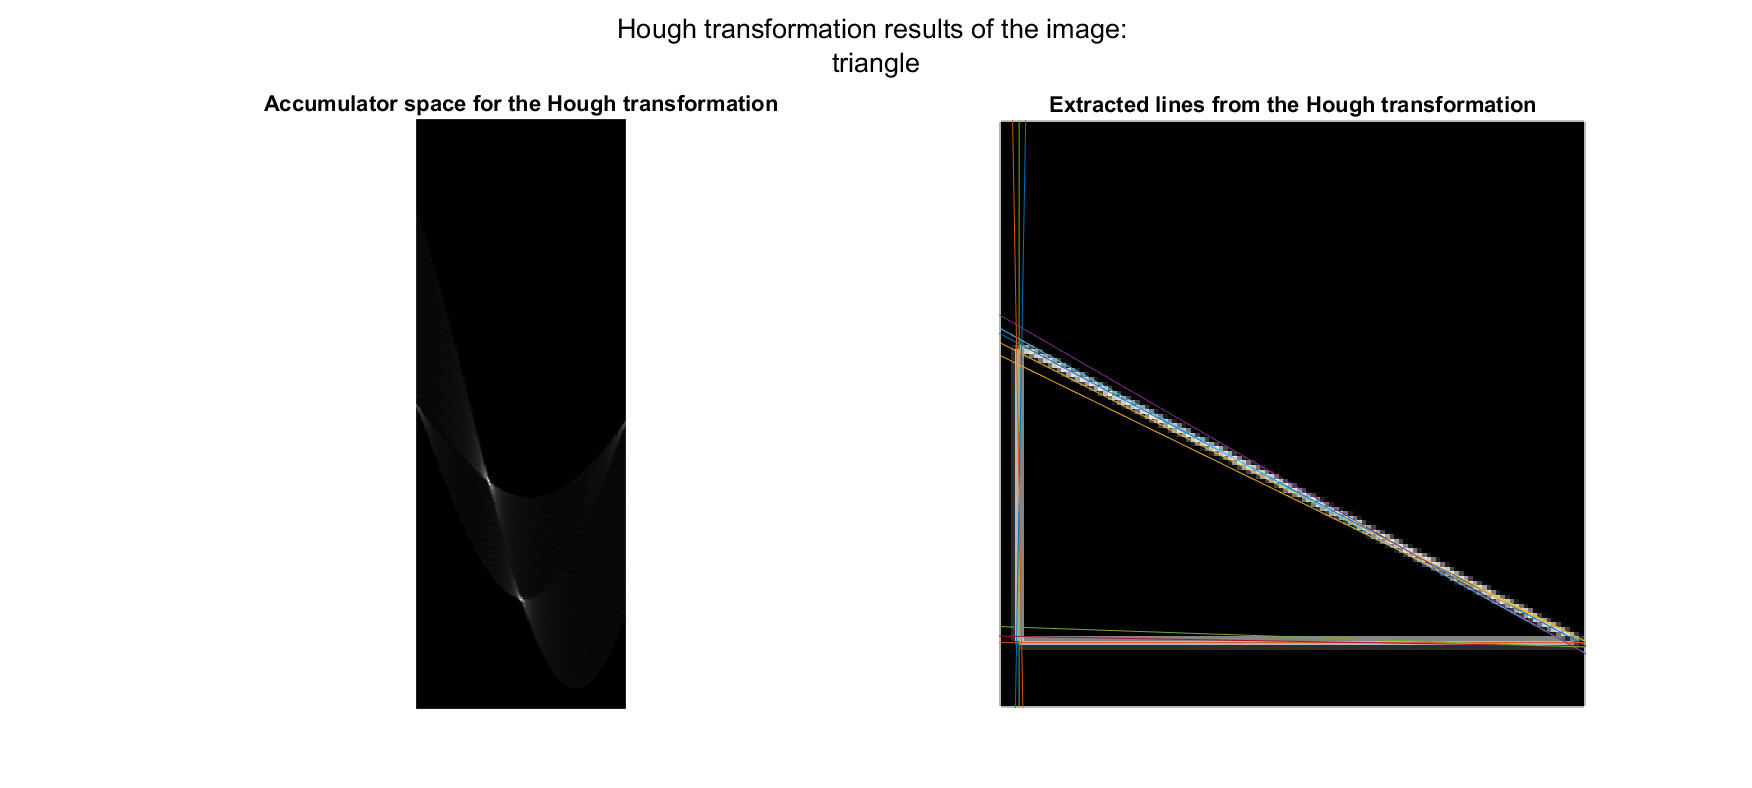 Hough transformation results of the image:
triangle
Accumulator space for the Hough transformation
Extracted lines from the Hough transformation